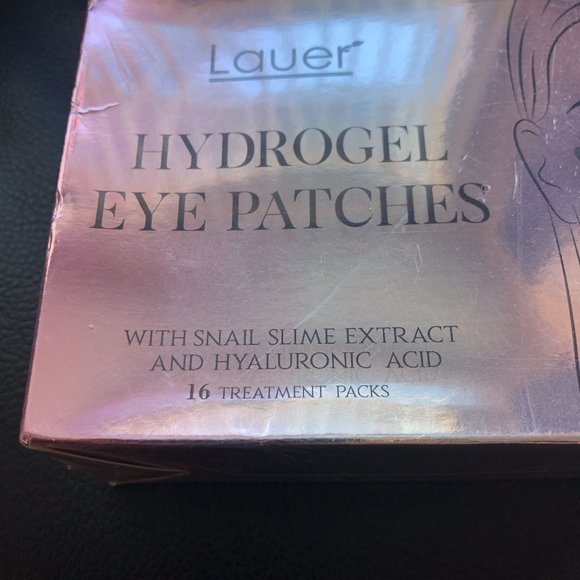 Lauer
HYDROGEL
EYE PATCHES
WITH SNAIL SLIME EXTRACT
AND HYALURONIC ACID
16 TREATMENT PACKS